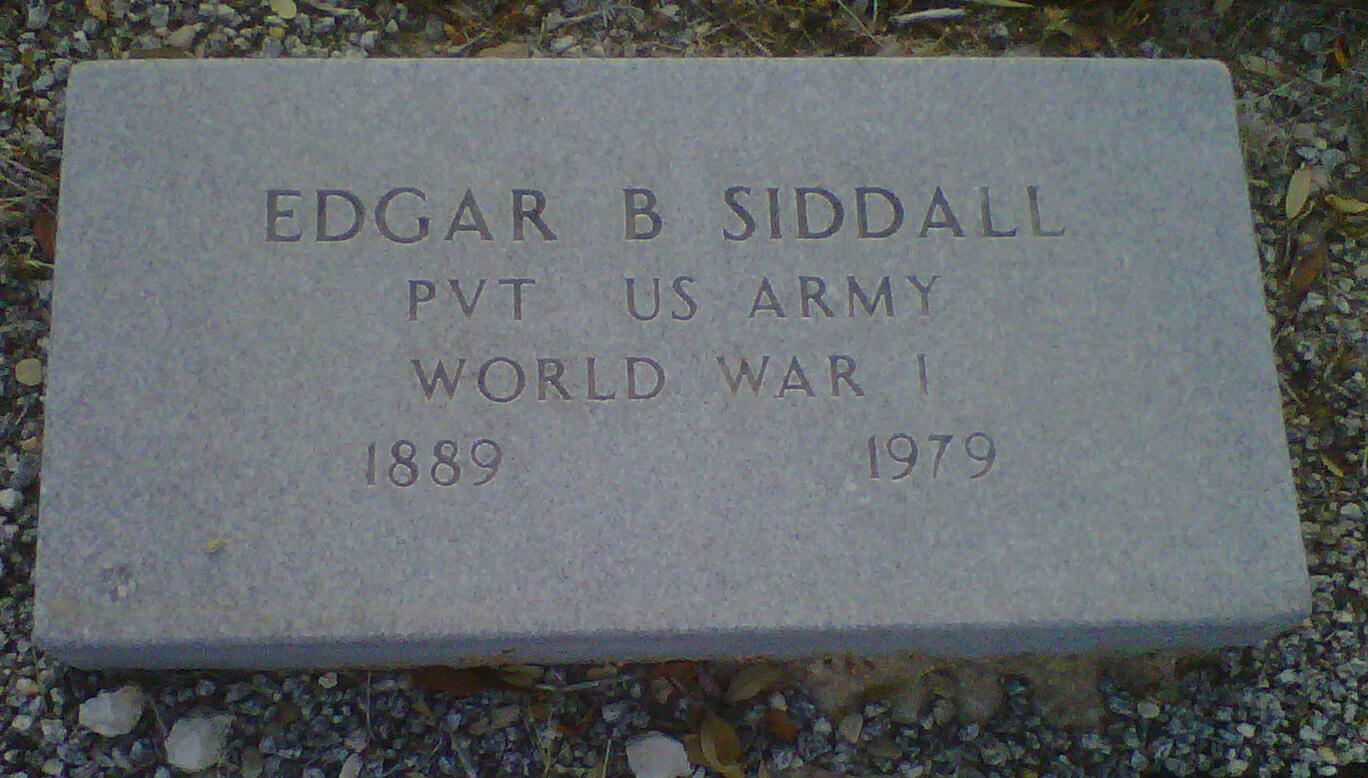 EDGAR B SIDDALL
PVT US ARMY
WORLD WAR I
1889 1979